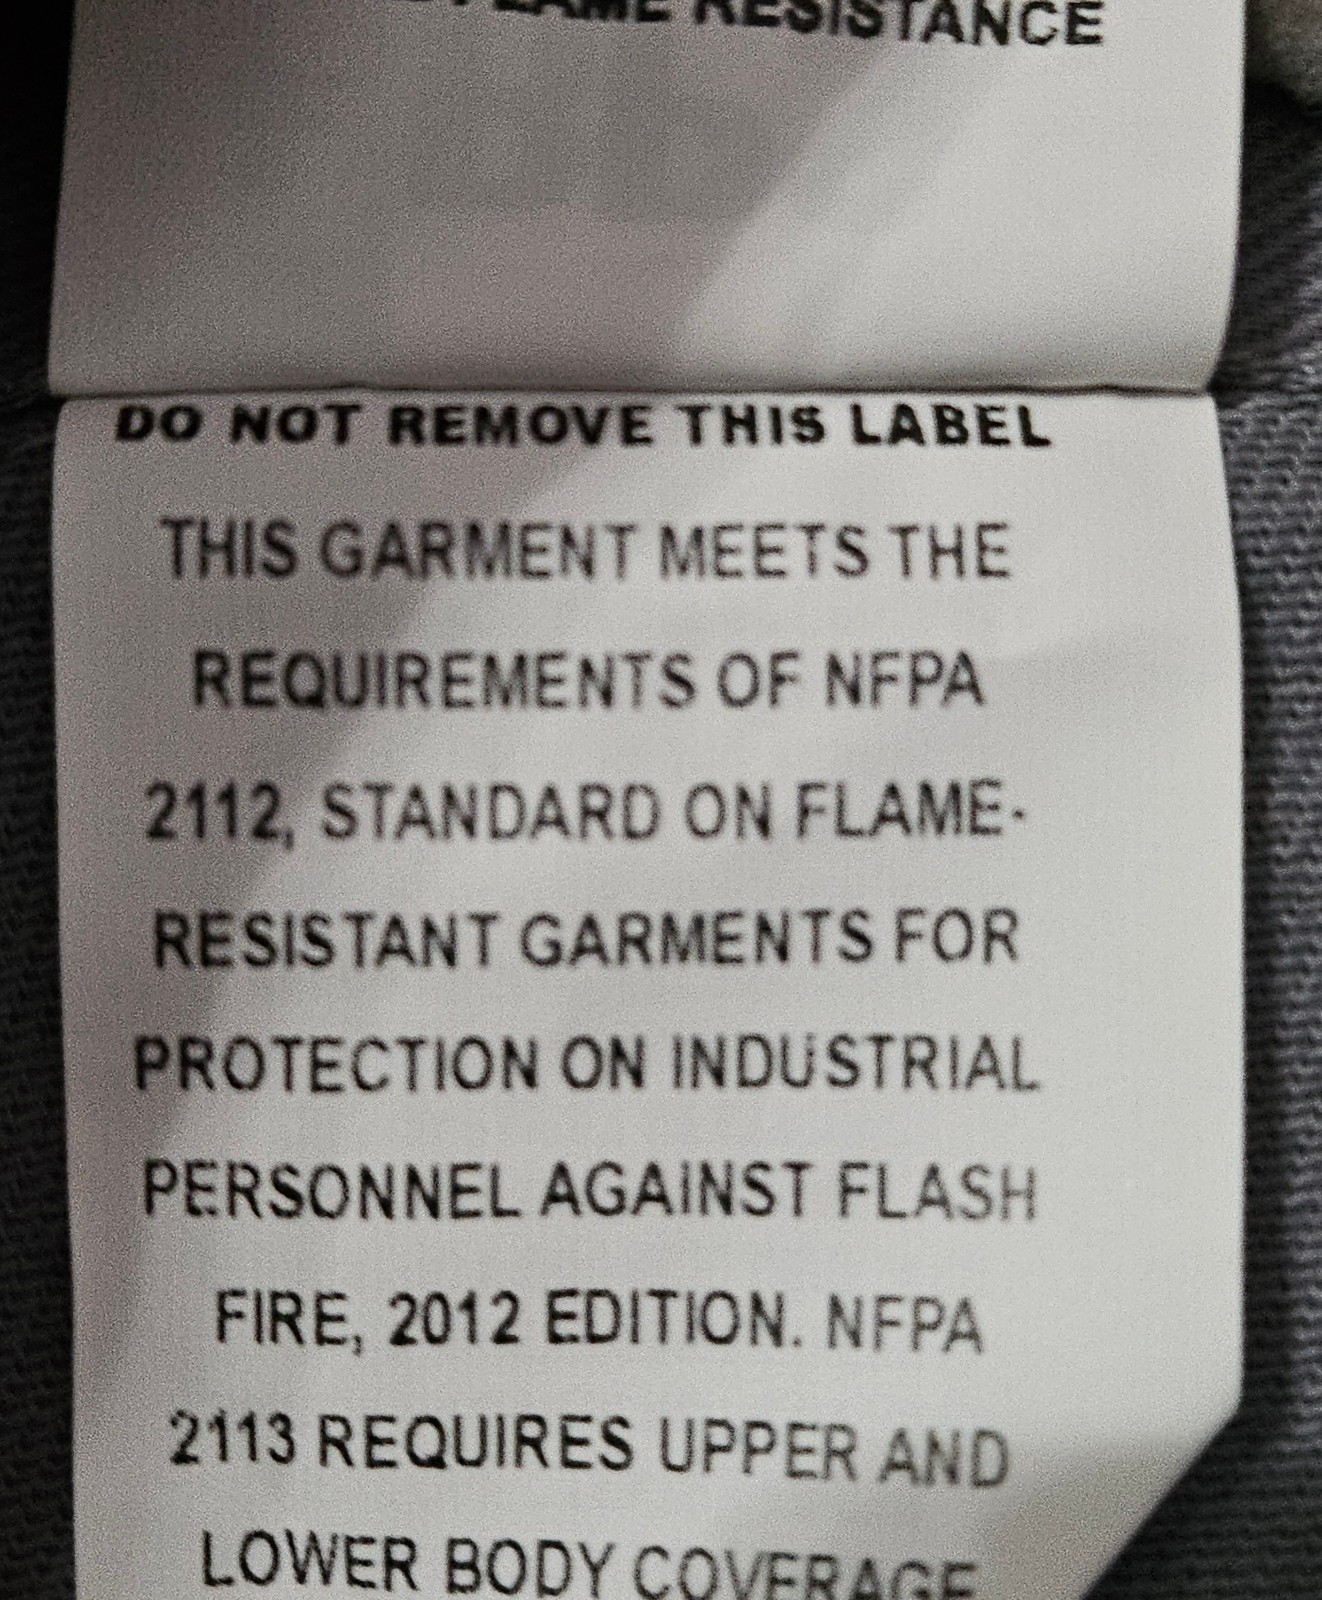 FLAME RESISTANCE
DO NOT REMOVE THIS LABEL
THIS GARMENT MEETS THE
REQUIREMENTS OF NFPA
2112, STANDARD ON FLAME-
RESISTANT GARMENTS FOR
PROTECTION ON INDUSTRIAL
PERSONNEL AGAINST FLASH
FIRE, 2012 EDITION. NFPA
2113 REQUIRES UPPER AND
LOWER BODY COVERAGE